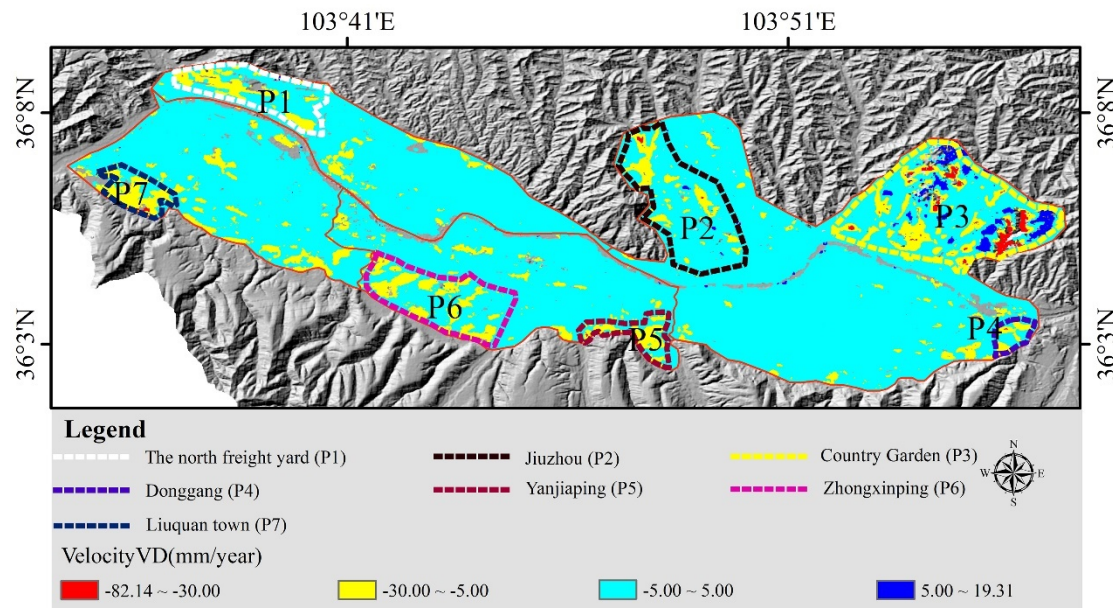 103°41'E 103°51'E
36°8'N 36°8'N
36°3'N 36°3'N
P1
P2
P3
P7
P6
P5
P4
Legend
The north freight yard (P1) Jiuzhou (P2) Country Garden (P3)
Donggang (P4) Yanjiaping (P5) Zhongxinping (P6)
Liuquan town (P7)
N
W E
S
VelocityVD(mm/year)
-82.14 ~ -30.00 -30.00 ~ -5.00 -5.00 ~ 5.00 5.00 ~ 19.31